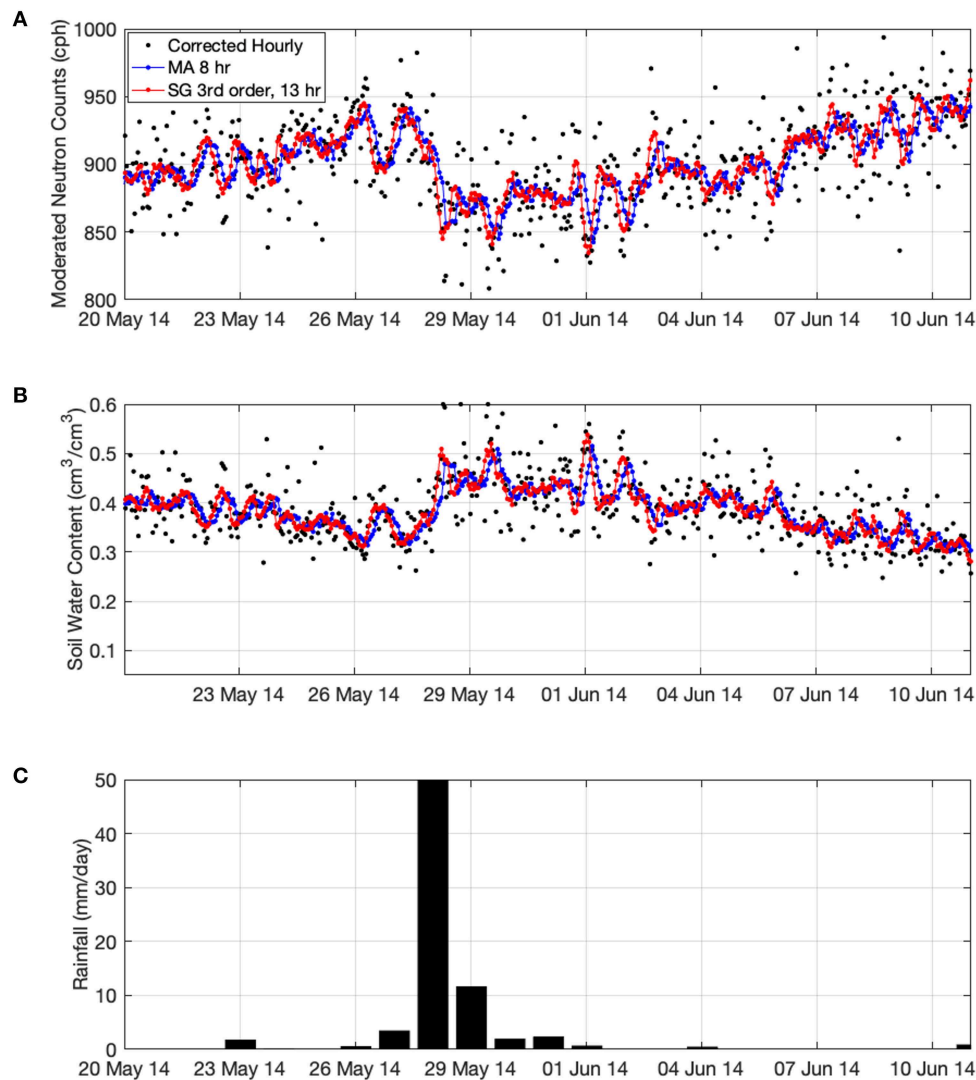 A
Moderated Neutron Counts (cph)
1000
950
900
850
800
Corrected Hourly
MA 8 hr
SG 3rd order, 13 hr
20 May 14 23 May 14 26 May 14 29 May 14 01 Jun 14 04 Jun 14 07 Jun 14 10 Jun 14
B
Soil Water Content (cm³/cm³)
0.6
0.5
0.4
0.3
0.2
0.1
23 May 14 26 May 14 29 May 14 01 Jun 14 04 Jun 14 07 Jun 14 10 Jun 14
C
Rainfall (mm/day)
50
40
30
20
10
0
20 May 14 23 May 14 26 May 14 29 May 14 01 Jun 14 04 Jun 14 07 Jun 14 10 Jun 14